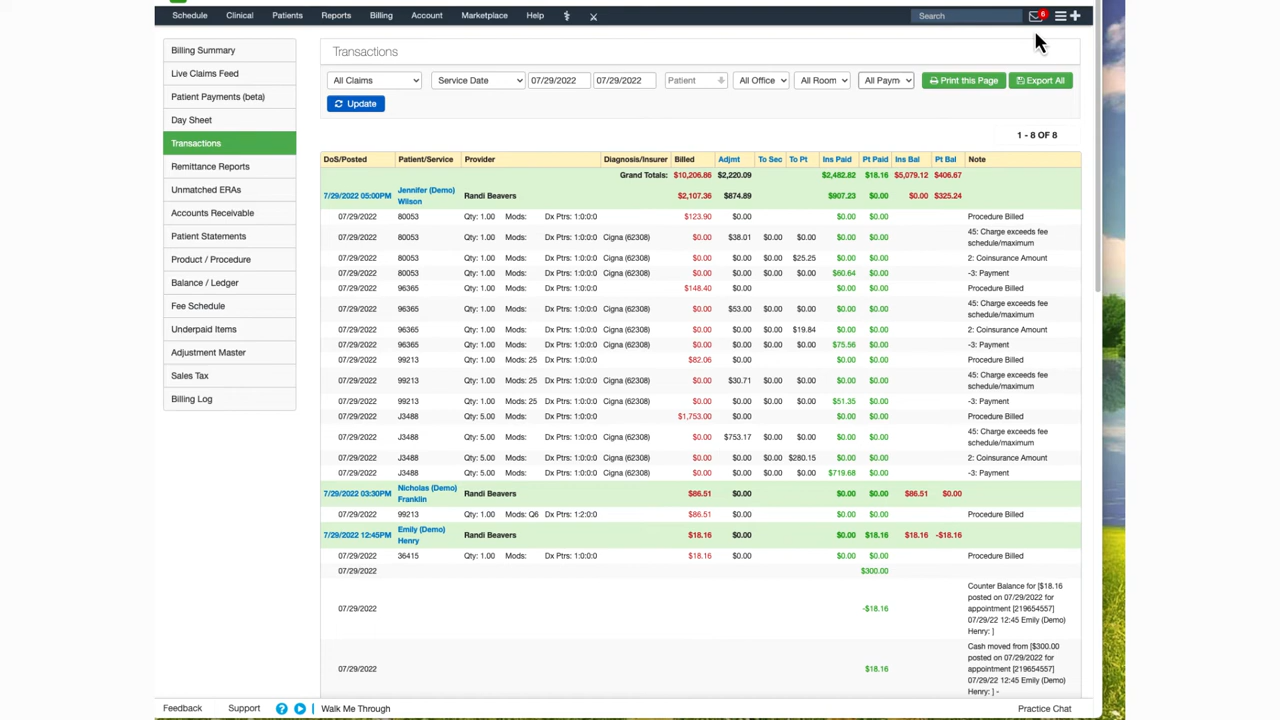 Schedule Clinical Patients Reports Billing Account Marketplace Help Search 6
Billing Summary
Live Claims Feed
Patient Payments (beta)
Day Sheet
Transactions
Remittance Reports
Unmatched ERAs
Accounts Receivable
Patient Statements
Product / Procedure
Balance / Ledger
Fee Schedule
Underpaid Items
Adjustment Master
Sales Tax
Billing Log
Transactions
All Claims Service Date 07/29/2022 07/29/2022 Patient All Office All Room All Paym Print this Page Export All
Update
1 - 8 OF 8
DoS/Posted Patient/Service Provider Diagnosis/Insurer Billed Adjmt To Sec To Pt Ins Paid Pt Paid Ins Bal Pt Bal Note
Grand Totals: $10,206.86 $2,220.09 $2,482.82 $18.16 $5,079.12 $406.67
7/29/2022 05:00PM Jennifer (Demo) Wilson Randi Beavers $2,107.36 $874.89 $907.23 $0.00 $0.00 $325.24
07/29/2022 80053 Qty: 1.00 Mods: Dx Ptrs: 1:0:0:0 $123.90 $0.00 $0.00 $0.00 Procedure Billed
07/29/2022 80053 Qty: 1.00 Mods: Dx Ptrs: 1:0:0:0 Cigna (62308) $0.00 $38.01 $0.00 $0.00 $0.00 $0.00 45: Charge exceeds fee schedule/maximum
07/29/2022 80053 Qty: 1.00 Mods: Dx Ptrs: 1:0:0:0 Cigna (62308) $0.00 $0.00 $0.00 $25.25 $0.00 $0.00 2: Coinsurance Amount
07/29/2022 80053 Qty: 1.00 Mods: Dx Ptrs: 1:0:0:0 Cigna (62308) $0.00 $0.00 $0.00 $0.00 $60.64 $0.00 -3: Payment
07/29/2022 96365 Qty: 1.00 Mods: Dx Ptrs: 1:0:0:0 $148.40 $0.00 $0.00 $0.00 Procedure Billed
07/29/2022 96365 Qty: 1.00 Mods: Dx Ptrs: 1:0:0:0 Cigna (62308) $0.00 $53.00 $0.00 $0.00 $0.00 $0.00 45: Charge exceeds fee schedule/maximum
07/29/2022 96365 Qty: 1.00 Mods: Dx Ptrs: 1:0:0:0 Cigna (62308) $0.00 $0.00 $0.00 $19.84 $0.00 $0.00 2: Coinsurance Amount
07/29/2022 96365 Qty: 1.00 Mods: Dx Ptrs: 1:0:0:0 Cigna (62308) $0.00 $0.00 $0.00 $0.00 $75.56 $0.00 -3: Payment
07/29/2022 99213 Qty: 1.00 Mods: 25 Dx Ptrs: 1:0:0:0 $82.06 $0.00 $0.00 $0.00 Procedure Billed
07/29/2022 99213 Qty: 1.00 Mods: 25 Dx Ptrs: 1:0:0:0 Cigna (62308) $0.00 $30.71 $0.00 $0.00 $0.00 $0.00 45: Charge exceeds fee schedule/maximum
07/29/2022 99213 Qty: 1.00 Mods: 25 Dx Ptrs: 1:0:0:0 Cigna (62308) $0.00 $0.00 $0.00 $0.00 $51.35 $0.00 -3: Payment
07/29/2022 J3488 Qty: 5.00 Mods: Dx Ptrs: 1:0:0:0 $1,753.00 $0.00 $0.00 $0.00 Procedure Billed
07/29/2022 J3488 Qty: 5.00 Mods: Dx Ptrs: 1:0:0:0 Cigna (62308) $0.00 $753.17 $0.00 $0.00 $0.00 $0.00 45: Charge exceeds fee schedule/maximum
07/29/2022 J3488 Qty: 5.00 Mods: Dx Ptrs: 1:0:0:0 Cigna (62308) $0.00 $0.00 $0.00 $280.15 $0.00 $0.00 2: Coinsurance Amount
07/29/2022 J3488 Qty: 5.00 Mods: Dx Ptrs: 1:0:0:0 Cigna (62308) $0.00 $0.00 $0.00 $0.00 $719.68 $0.00 -3: Payment
7/29/2022 03:30PM Nicholas (Demo) Franklin Randi Beavers $86.51 $0.00 $0.00 $0.00 $86.51 $0.00
07/29/2022 99213 Qty: 1.00 Mods: Q6 Dx Ptrs: 1:2:0:0 $86.51 $0.00 $0.00 $0.00 Procedure Billed
7/29/2022 12:45PM Emily (Demo) Henry Randi Beavers $18.16 $0.00 $0.00 $18.16 $18.16 -$18.16
07/29/2022 36415 Qty: 1.00 Mods: Dx Ptrs: 1:0:0:0 $18.16 $0.00 $0.00 $0.00 Procedure Billed
07/29/2022 $300.00
07/29/2022 -$18.16 Counter Balance for [$18.16 posted on 07/29/2022 for appointment [219654557] 07/29/22 12:45 Emily (Demo) Henry: ]
07/29/2022 $18.16 Cash moved from [$300.00 posted on 07/29/2022 for appointment [219654557] 07/29/22 12:45 Emily (Demo) Henry: ] -
Feedback Support Walk Me Through Practice Chat